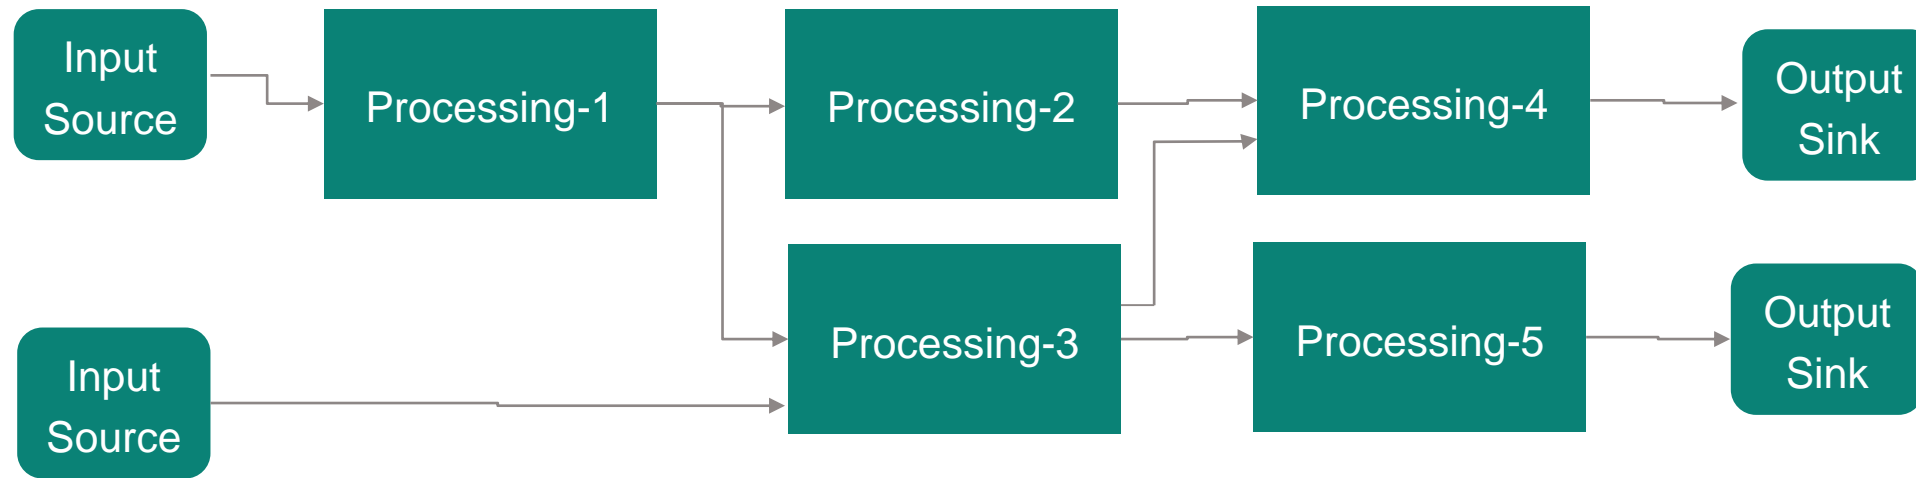 Input
Source
Processing-1
Processing-2
Processing-4
Output
Sink
Input
Source
Processing-3
Processing-5
Output
Sink